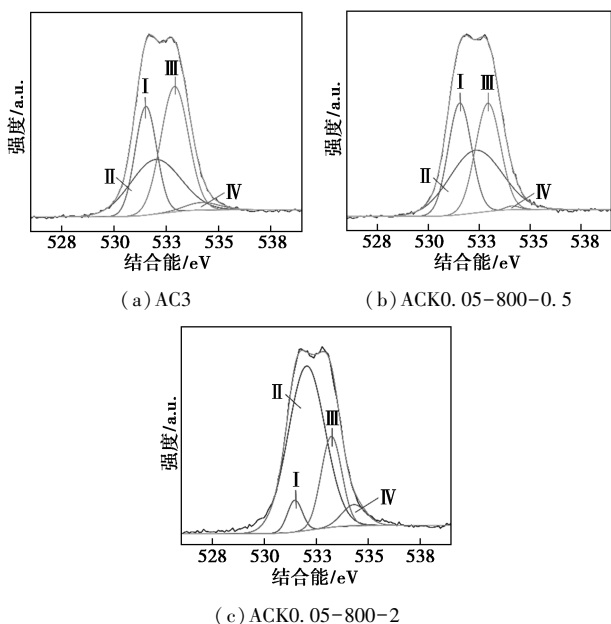 Ⅰ
Ⅲ
Ⅱ
Ⅳ
强度/a.u.
528 530 533 535 538
结合能/eV
(a)AC3
Ⅰ
Ⅲ
Ⅱ
Ⅳ
强度/a.u.
528 530 533 535 538
结合能/eV
(b)ACK0.05-800-0.5
Ⅱ
Ⅲ
Ⅰ
Ⅳ
强度/a.u.
528 530 533 535 538
结合能/eV
(c)ACK0.05-800-2